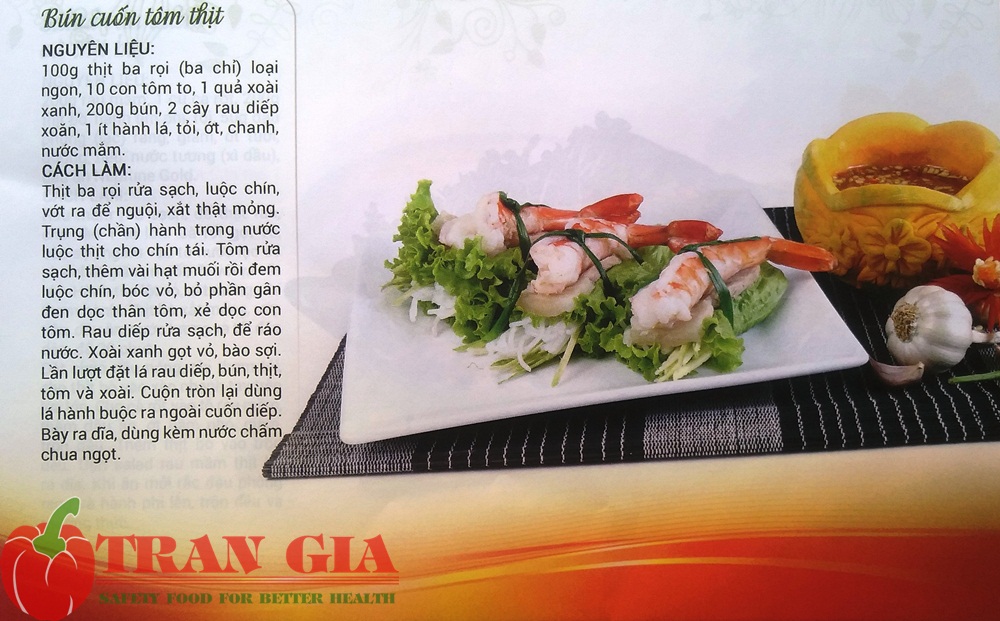 Bún cuốn tôm thịt
NGUYÊN LIỆU:
100g thịt ba rọi (ba chỉ) loại
ngon, 10 con tôm to, 1 quả xoài
xanh, 200g bún, 2 cây rau diếp
xoăn, 1 ít hành lá, tỏi, ớt, chanh,
nước mắm.
CÁCH LÀM:
Thịt ba rọi rửa sạch, luộc chín,
vớt ra để nguội, xắt thật mỏng.
Trụng (chần) hành trong nước
luộc thịt cho chín tái. Tôm rửa
sạch, thêm vài hạt muối rồi đem
luộc chín, bóc vỏ, bỏ phần gân
đen dọc thân tôm, xẻ dọc con
tôm. Rau diếp rửa sạch, để ráo
nước. Xoài xanh gọt vỏ, bào sợi.
Lần lượt đặt lá rau diếp, bún, thịt,
tôm và xoài. Cuộn tròn lại dùng
lá hành buộc ra ngoài cuốn diếp.
Bày ra dĩa, dùng kèm nước chấm
chua ngọt.
TRAN GIA
SAFETY FOOD FOR BETTER HEALTH